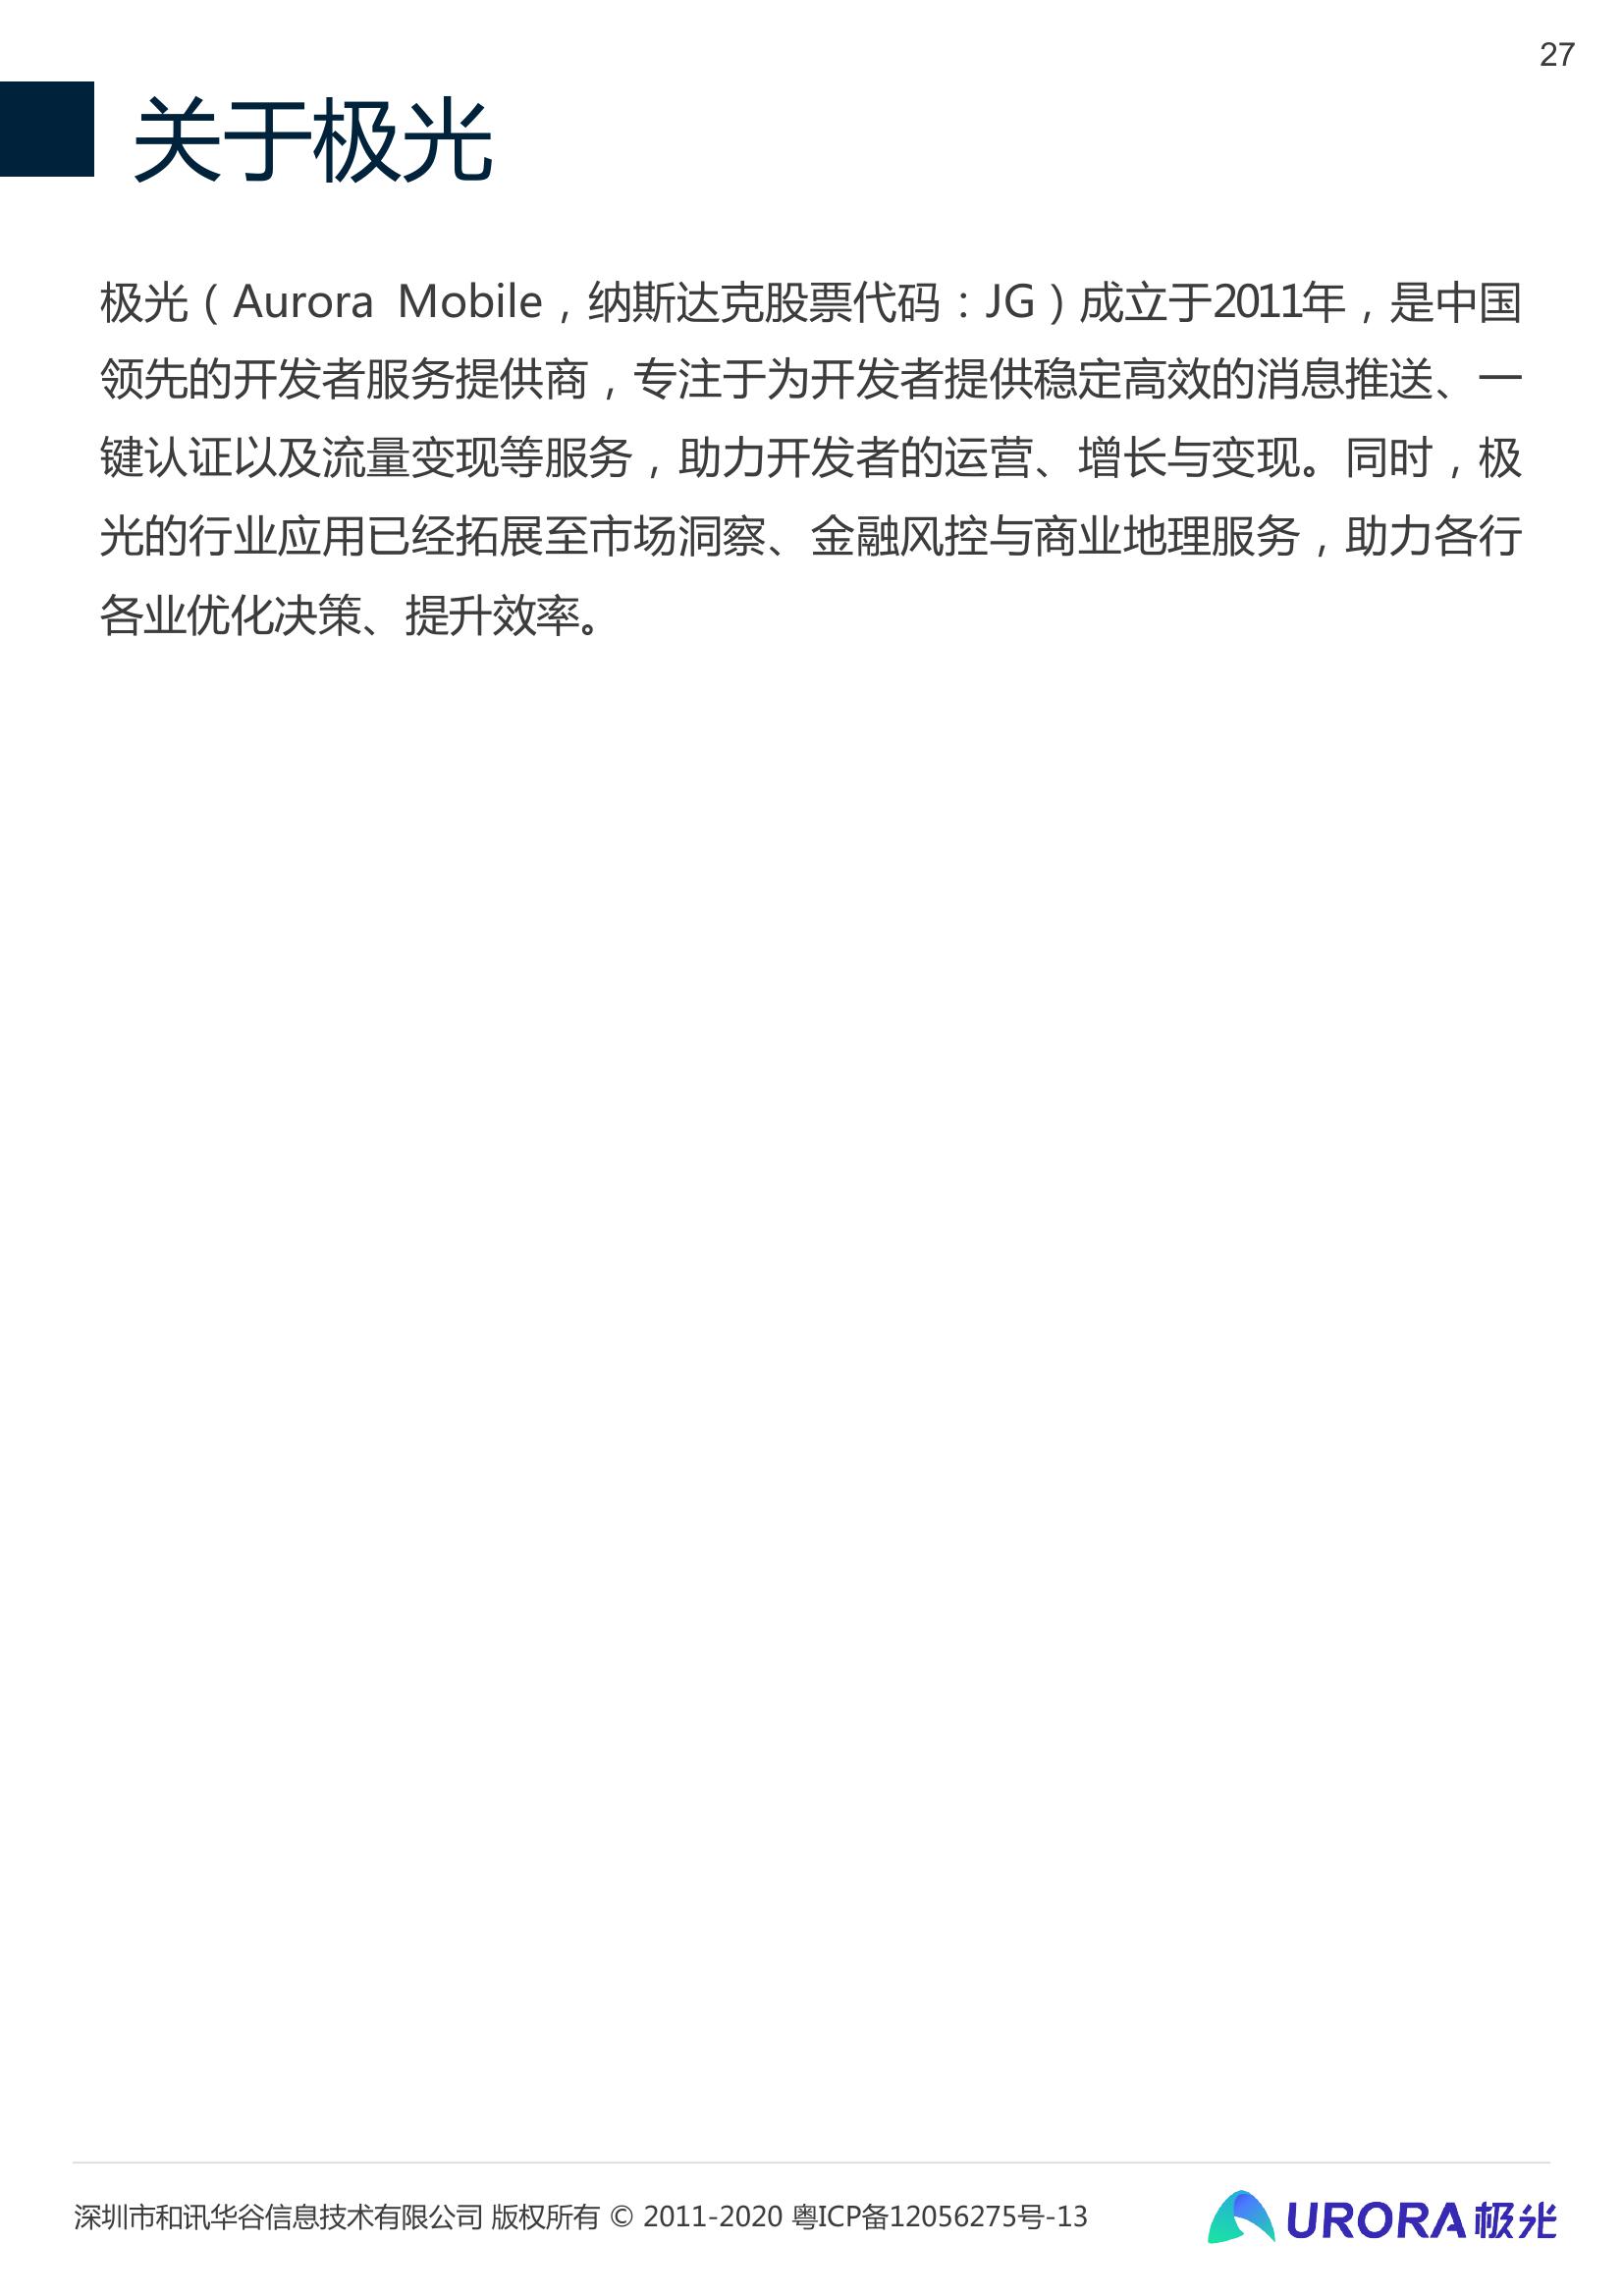 27
关于极光
极光（Aurora Mobile，纳斯达克股票代码：JG）成立于2011年，是中国
领先的开发者服务提供商，专注于为开发者提供稳定高效的消息推送、一
键认证以及流量变现等服务，助力开发者的运营、增长与变现。同时，极
光的行业应用已经拓展至市场洞察、金融风控与商业地理服务，助力各行
各业优化决策、提升效率。
深圳市和讯华谷信息技术有限公司 版权所有 © 2011-2020 粤ICP备12056275号-13
URORA极光